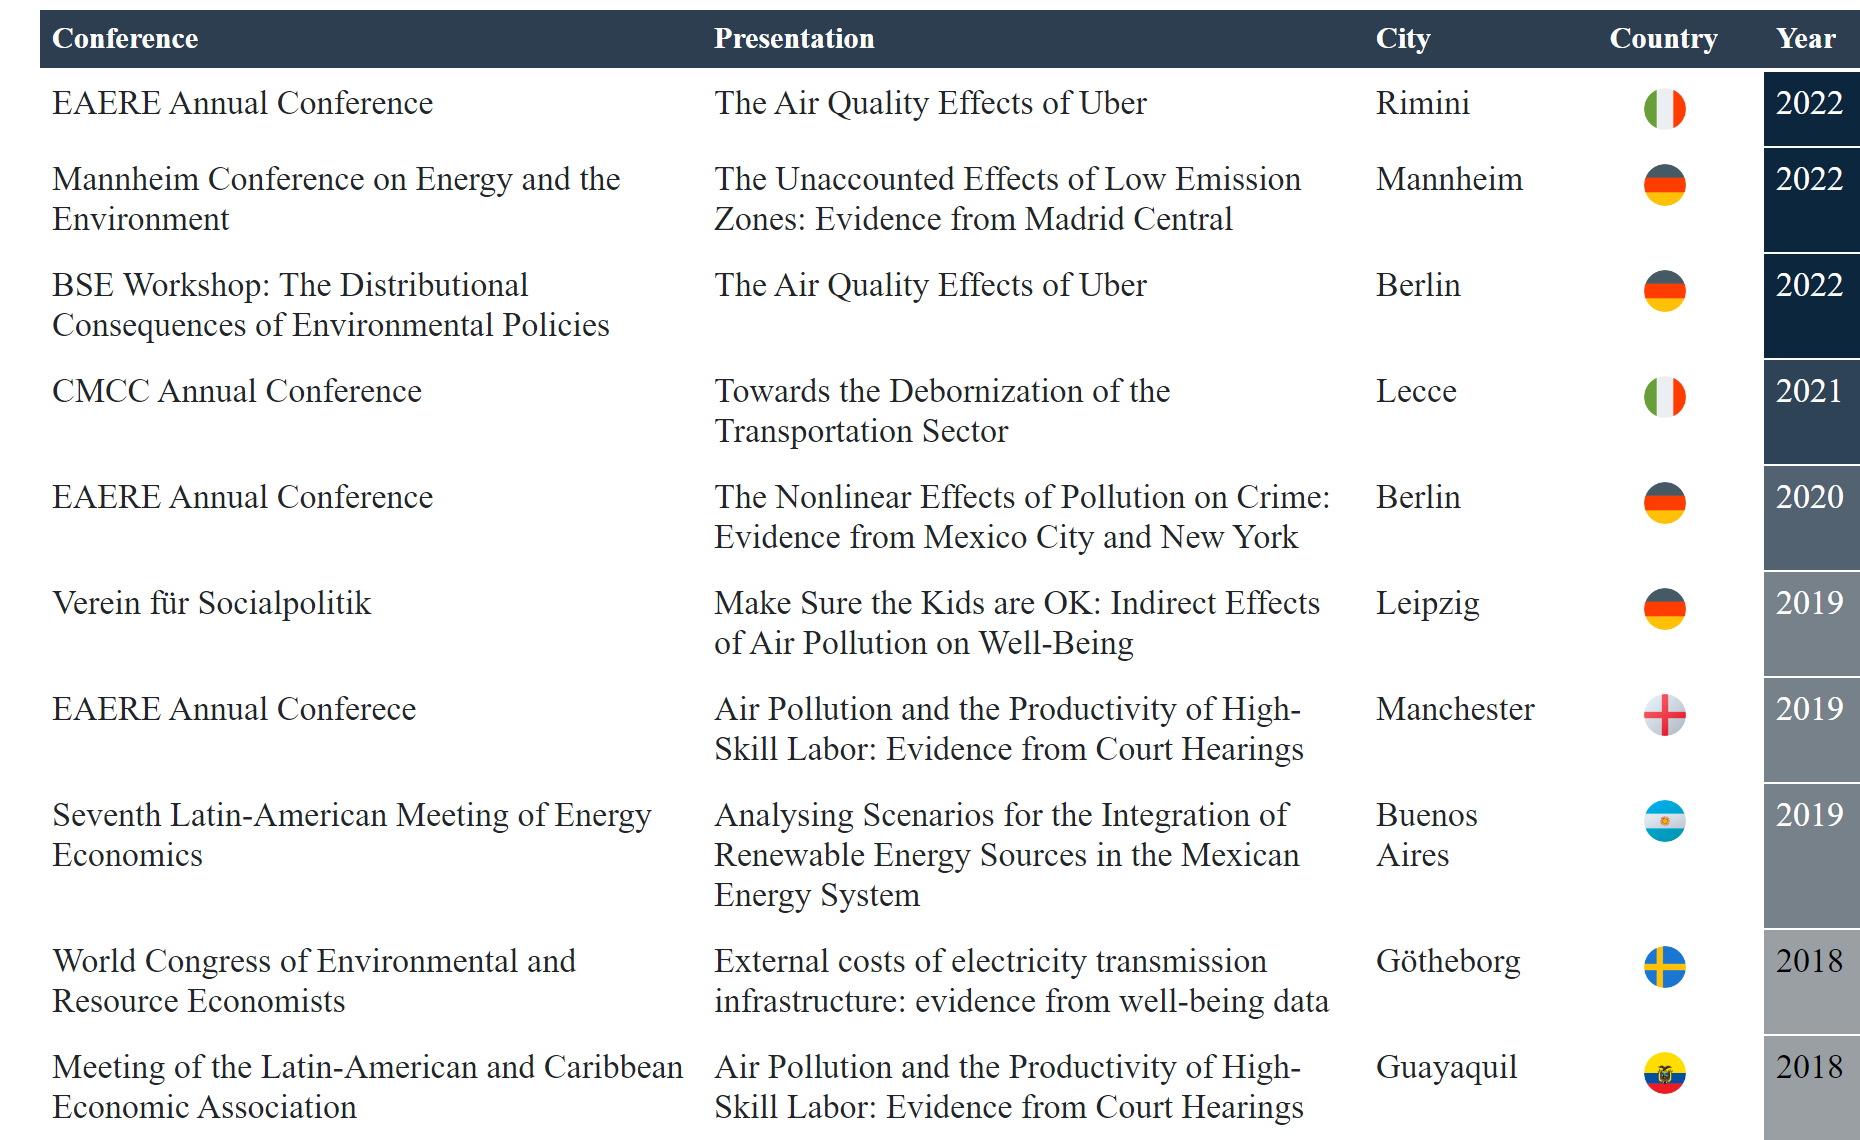 Conference Presentation City Country Year
EAERE Annual Conference The Air Quality Effects of Uber Rimini 2022
Mannheim Conference on Energy and the The Unaccounted Effects of Low Emission Mannheim 2022
Environment Zones: Evidence from Madrid Central
BSE Workshop: The Distributional The Air Quality Effects of Uber Berlin 2022
Consequences of Environmental Policies
CMCC Annual Conference Towards the Debornization of the Lecce 2021
Transportation Sector
EAERE Annual Conference The Nonlinear Effects of Pollution on Crime: Berlin 2020
Evidence from Mexico City and New York
Verein für Socialpolitik Make Sure the Kids are OK: Indirect Effects Leipzig 2019
of Air Pollution on Well-Being
EAERE Annual Conferece Air Pollution and the Productivity of High- Manchester 2019
Skill Labor: Evidence from Court Hearings
Seventh Latin-American Meeting of Energy Analysing Scenarios for the Integration of Buenos 2019
Economics Renewable Energy Sources in the Mexican Aires
Energy System
World Congress of Environmental and External costs of electricity transmission Götheborg 2018
Resource Economists infrastructure: evidence from well-being data
Meeting of the Latin-American and Caribbean Air Pollution and the Productivity of High- Guayaquil 2018
Economic Association Skill Labor: Evidence from Court Hearings